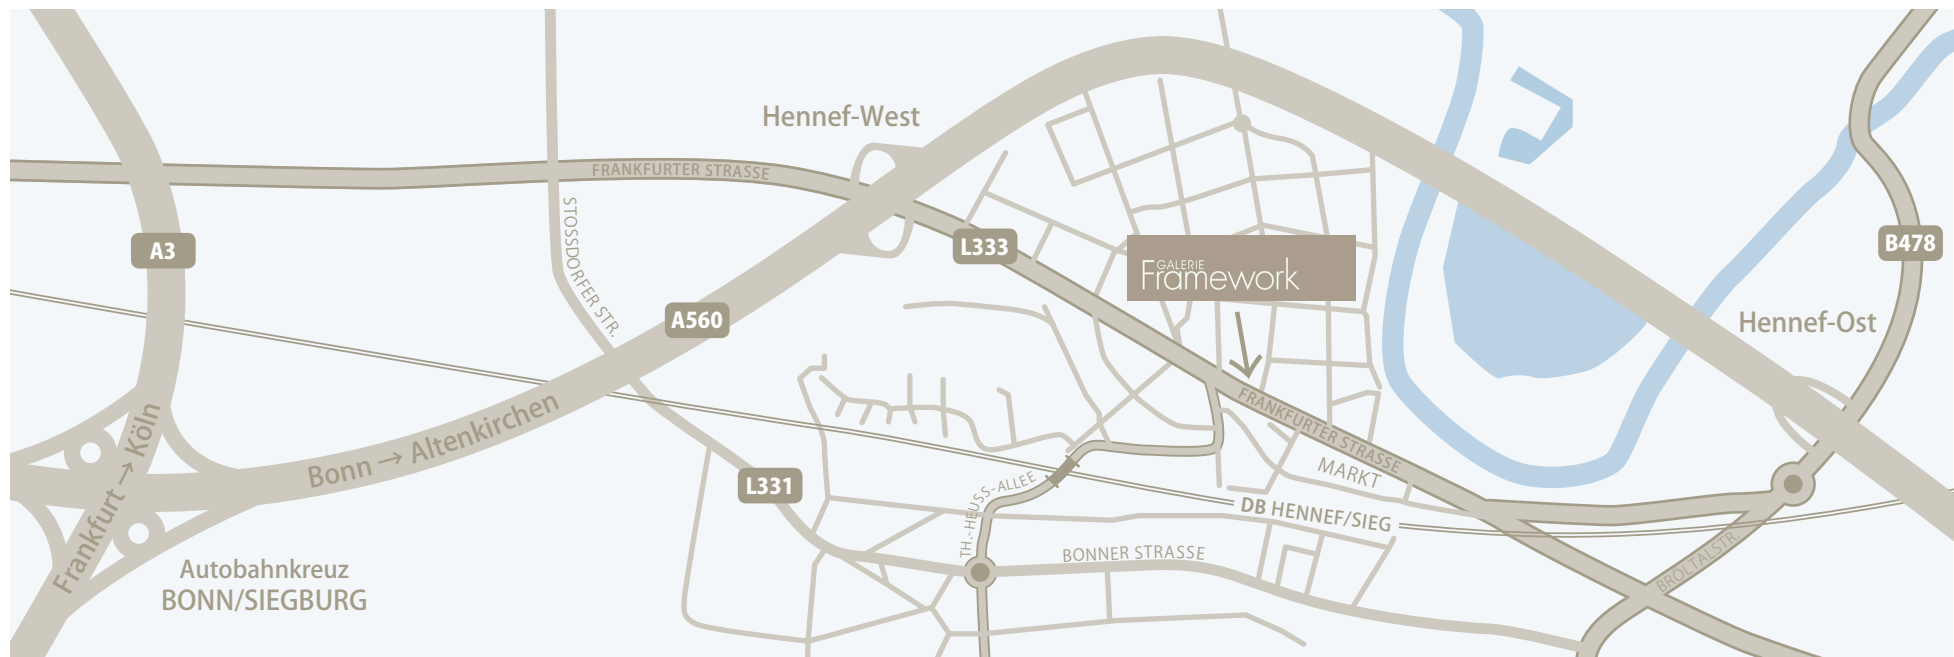 Hennef-West
FRANKFURTER STRASSE
STOSSDORFER STR.
A3
L333
B478
GALERIE
Framework
A560
Hennef-Ost
Bonn → Altenkirchen
Frankfurt → Köln
FRANKFURTER STRASSE
MARKT
L331
TH.-HEUSS-ALLEE
DB HENNEF/SIEG
BONNER STRASSE
BRÖLTALSTR.
Autobahnkreuz
BONN/SIEGBURG